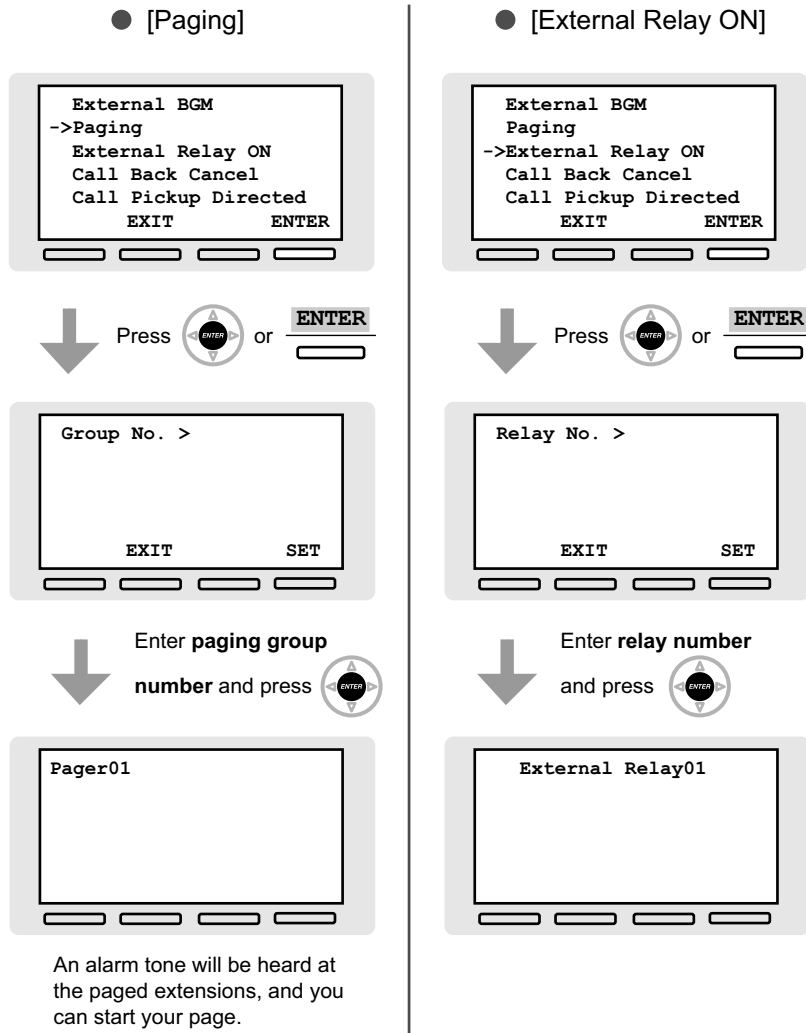 ● [Paging]
External BGM
->Paging
External Relay ON
Call Back Cancel
Call Pickup Directed
EXIT ENTER
Press ENTER or ENTER
Group No. >
EXIT SET
Enter paging group
number and press ENTER
Pager01
An alarm tone will be heard at
the paged extensions, and you
can start your page.
● [External Relay ON]
External BGM
Paging
->External Relay ON
Call Back Cancel
Call Pickup Directed
EXIT ENTER
Press ENTER or ENTER
Relay No. >
EXIT SET
Enter relay number
and press ENTER
External Relay01